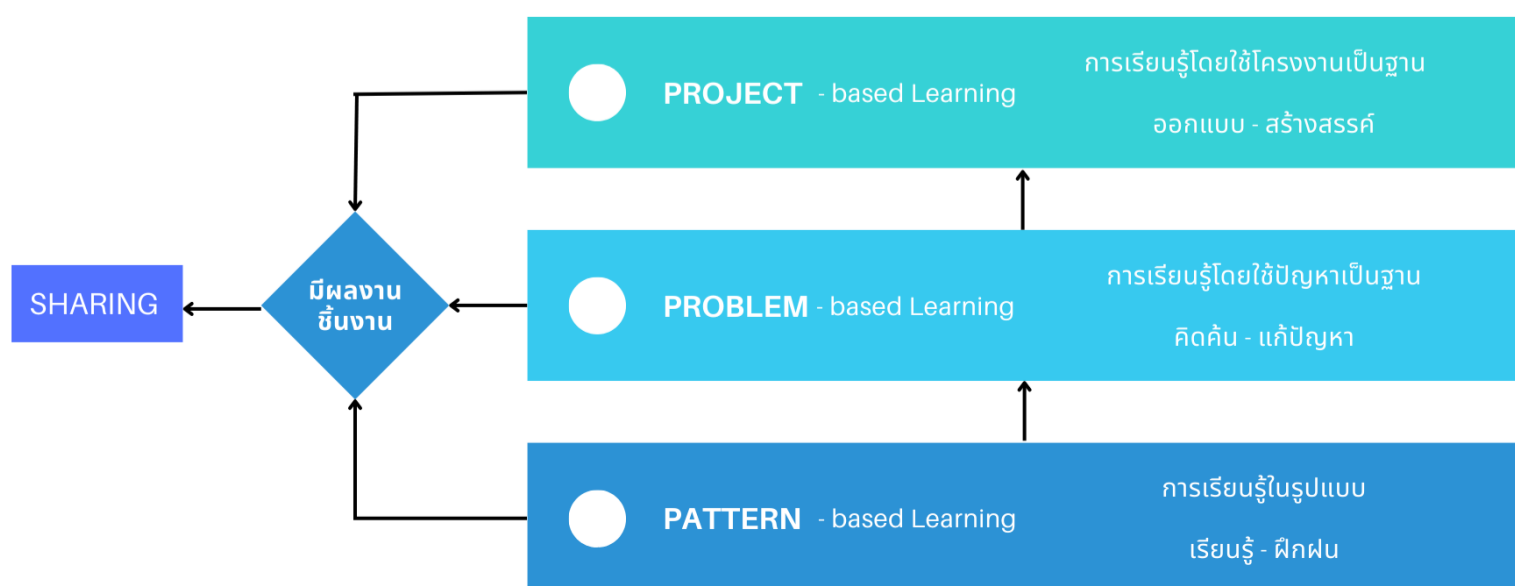 PROJECT - based Learning
การเรียนรู้โดยใช้โครงงานเป็นฐาน
ออกแบบ - สร้างสรรค์
SHARING
มีผลงาน
ชิ้นงาน
PROBLEM - based Learning
การเรียนรู้โดยใช้ปัญหาเป็นฐาน
คิดค้น - แก้ปัญหา
PATTERN - based Learning
การเรียนรู้ในรูปแบบ
เรียนรู้ - ฝึกฝน